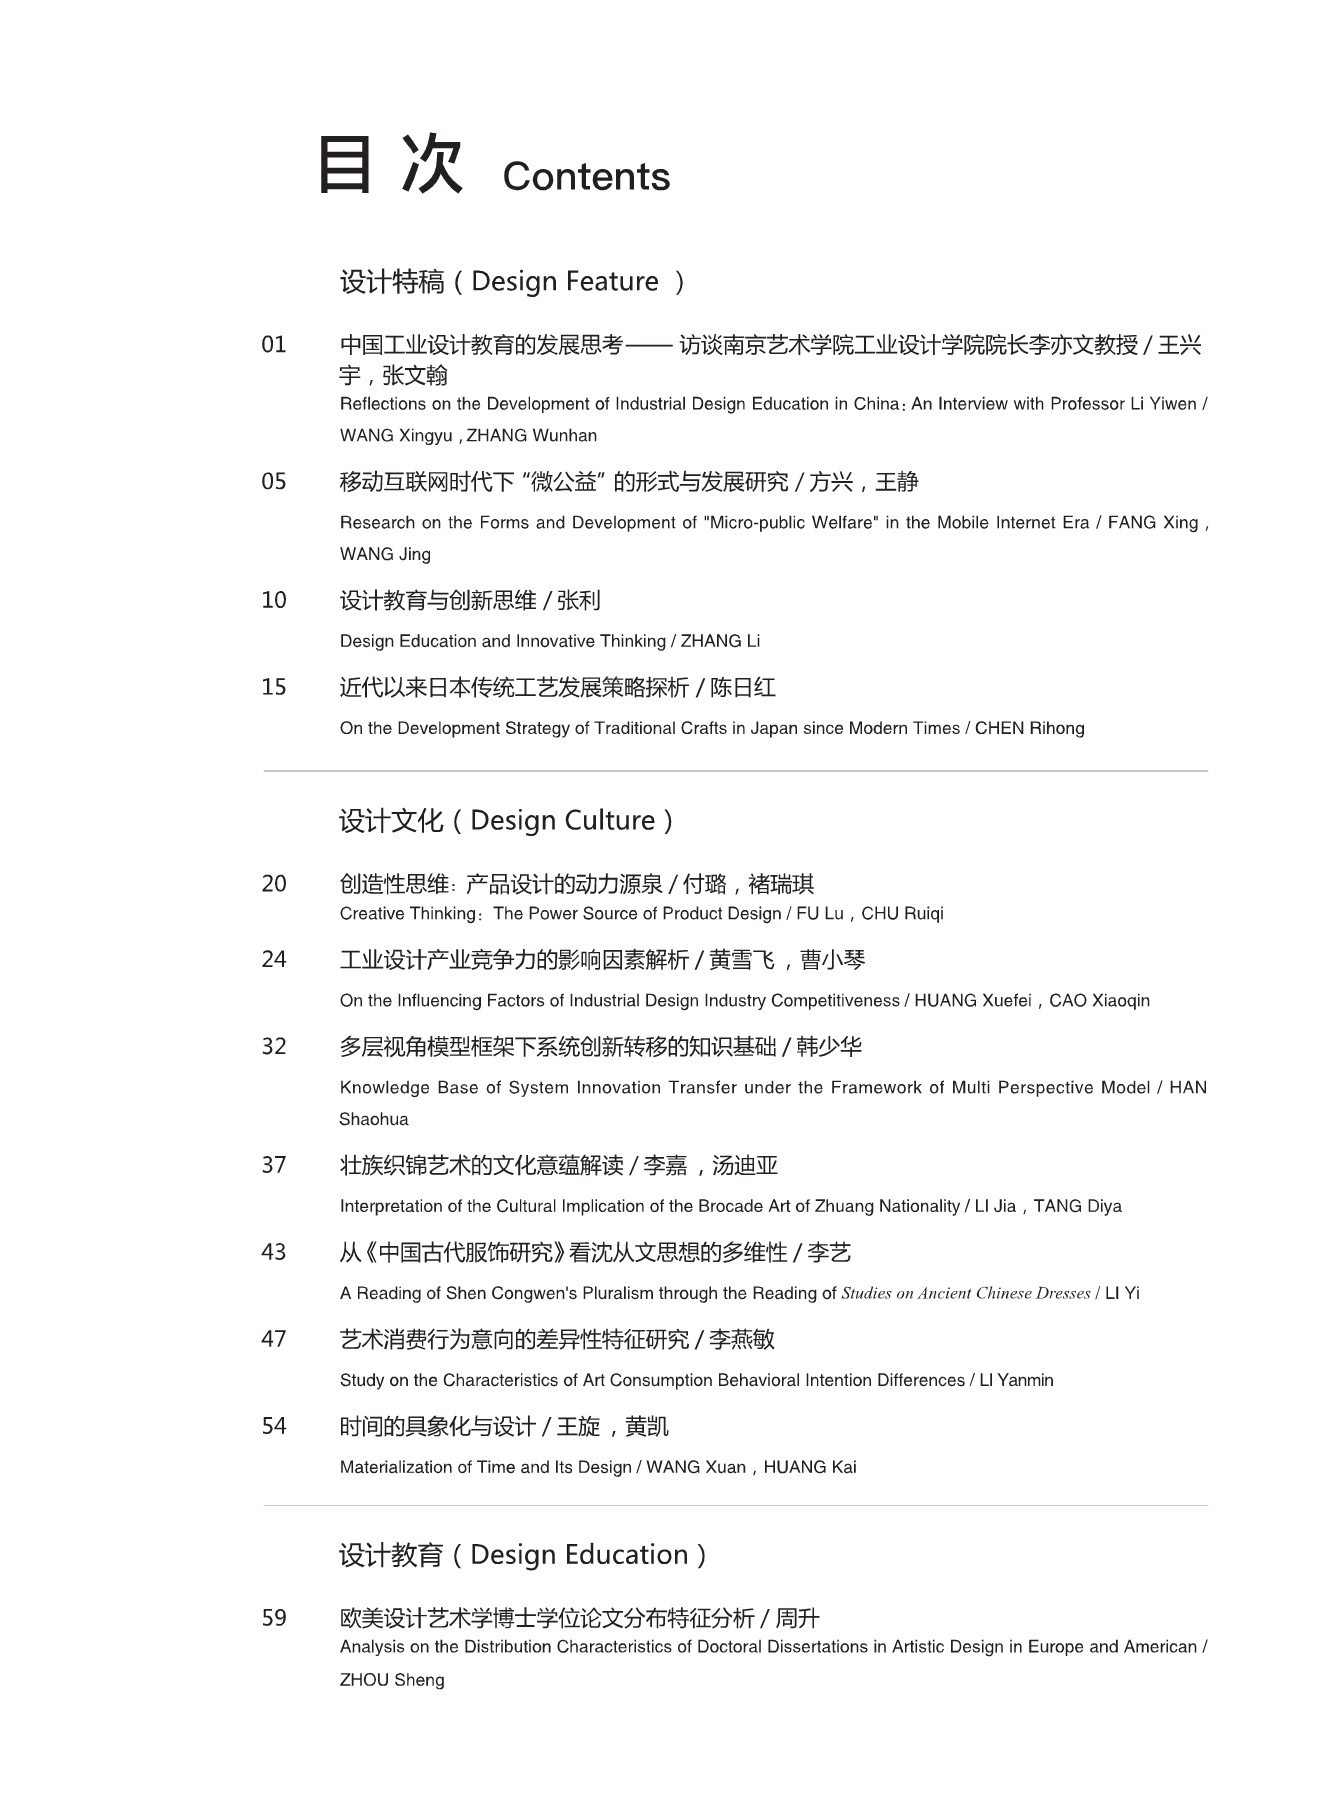 目 次 Contents
设计特稿（Design Feature ）
01 中国工业设计教育的发展思考—— 访谈南京艺术学院工业设计学院院长李亦文教授 / 王兴
宇，张文翰
Reflections on the Development of Industrial Design Education in China：An Interview with Professor Li Yiwen /
WANG Xingyu，ZHANG Wunhan
05 移动互联网时代下“微公益”的形式与发展研究 / 方兴，王静
Research on the Forms and Development of "Micro-public Welfare" in the Mobile Internet Era / FANG Xing，
WANG Jing
10 设计教育与创新思维 / 张利
Design Education and Innovative Thinking / ZHANG Li
15 近代以来日本传统工艺发展策略探析 / 陈日红
On the Development Strategy of Traditional Crafts in Japan since Modern Times / CHEN Rihong
设计文化（Design Culture）
20 创造性思维：产品设计的动力源泉 / 付璐，褚瑞琪
Creative Thinking：The Power Source of Product Design / FU Lu，CHU Ruiqi
24 工业设计产业竞争力的影响因素解析 / 黄雪飞 ，曹小琴
On the Influencing Factors of Industrial Design Industry Competitiveness / HUANG Xuefei，CAO Xiaoqin
32 多层视角模型框架下系统创新转移的知识基础 / 韩少华
Knowledge Base of System Innovation Transfer under the Framework of Multi Perspective Model / HAN
Shaohua
37 壮族织锦艺术的文化意蕴解读 / 李嘉 ，汤迪亚
Interpretation of the Cultural Implication of the Brocade Art of Zhuang Nationality / LI Jia，TANG Diya
43 从《中国古代服饰研究》看沈从文思想的多维性 / 李艺
A Reading of Shen Congwen's Pluralism through the Reading of Studies on Ancient Chinese Dresses / LI Yi
47 艺术消费行为意向的差异性特征研究 / 李燕敏
Study on the Characteristics of Art Consumption Behavioral Intention Differences / LI Yanmin
54 时间的具象化与设计 / 王旋 ，黄凯
Materialization of Time and Its Design / WANG Xuan，HUANG Kai
设计教育（Design Education）
59 欧美设计艺术学博士学位论文分布特征分析 / 周升
Analysis on the Distribution Characteristics of Doctoral Dissertations in Artistic Design in Europe and American /
ZHOU Sheng